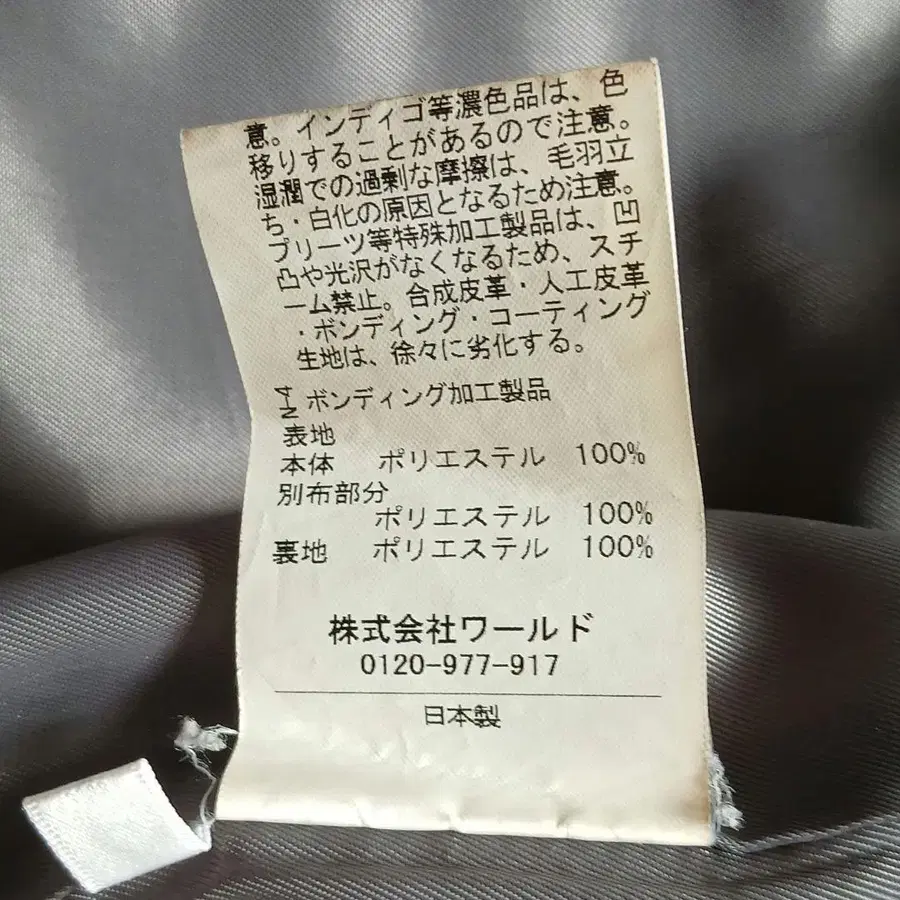 意。インディゴ等濃色品は、色
移りすることがあるので注意。
湿潤での過剰な摩擦は、毛羽立
ち・白化の原因となるため注意。
プリーツ等特殊加工製品は、凹
凸や光沢がなくなるため、スチ
ーム禁止。合成皮革・人工皮革
・ボンディング・コーティング
生地は、徐々に劣化する。
N-4 ボンディング加工製品
表地
本体 ポリエステル 100%
別布部分
ポリエステル 100%
裏地 ポリエステル 100%
株式会社ワールド
0120-977-917
日本製